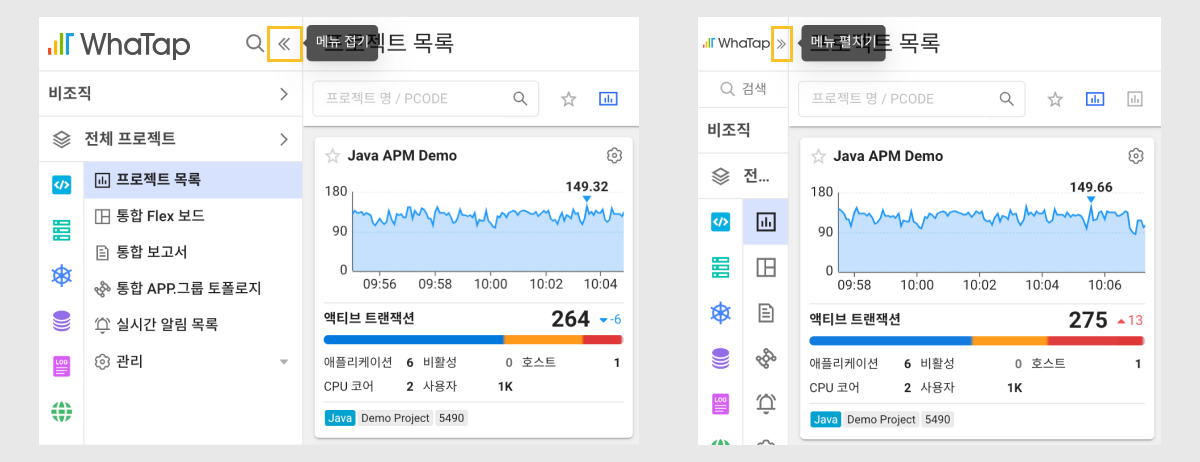 WhaTap
메뉴 접기
프로젝트 목록
비조직
전체 프로젝트
프로젝트 목록
통합 Flex 보드
통합 보고서
통합 APP.그룹 토폴로지
실시간 알림 목록
관리
LOG
프로젝트 명 / PCODE
Java APM Demo
149.32
180
90
0
09:56 09:58 10:00 10:02 10:04
액티브 트랜잭션 264 -6
애플리케이션 6 비활성 0 호스트 1
CPU 코어 2 사용자 1K
Java Demo Project 5490
WhaTap
메뉴 펼치기
목록
검색
비조직
전...
LOG
프로젝트 명 / PCODE
Java APM Demo
149.66
180
90
0
09:58 10:00 10:02 10:04 10:06
액티브 트랜잭션 275 13
애플리케이션 6 비활성 0 호스트 1
CPU 코어 2 사용자 1K
Java Demo Project 5490